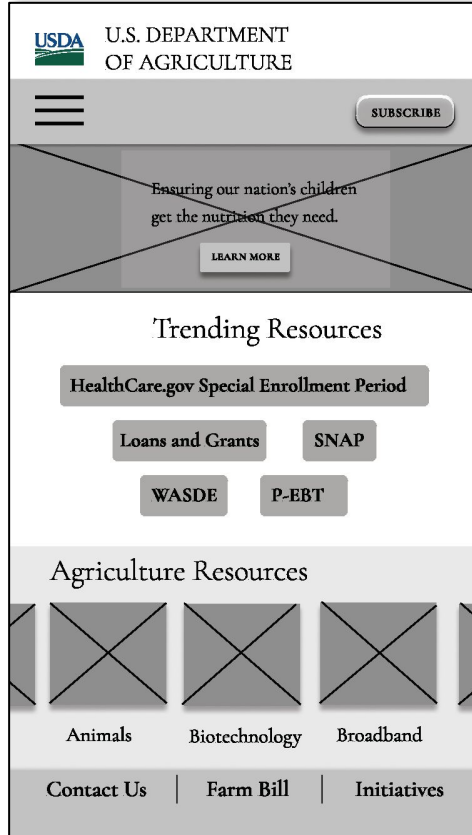 USDA
U.S. DEPARTMENT
OF AGRICULTURE
SUBSCRIBE
Ensuring our nation's children
get the nutrition they need.
LEARN MORE
Trending Resources
HealthCare.gov Special Enrollment Period
Loans and Grants
SNAP
WASDE
P-EBT
Agriculture Resources
Animals
Biotechnology
Broadband
Contact Us
Farm Bill
Initiatives